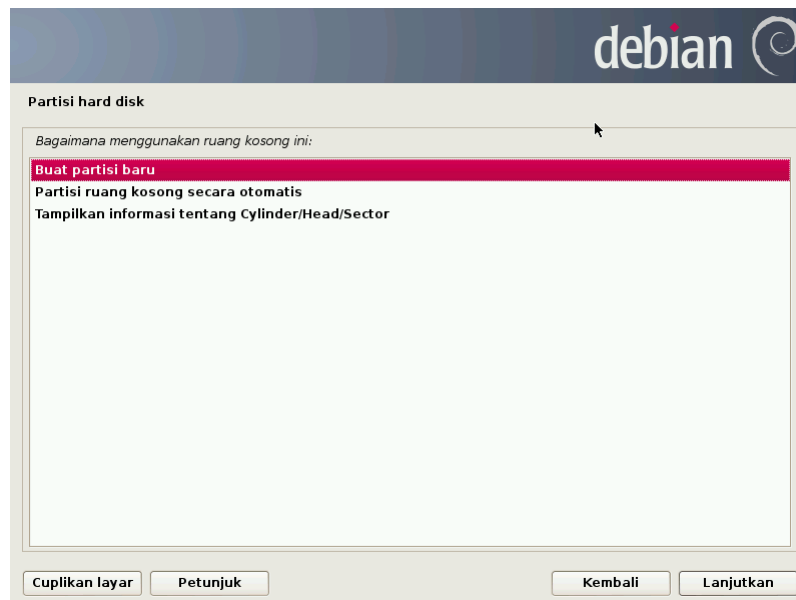 debian
Partisi hard disk
Bagaimana menggunakan ruang kosong ini:
Buat partisi baru
Partisi ruang kosong secara otomatis
Tampilkan informasi tentang Cylinder/Head/Sector
Cuplikan layar
Petunjuk
Kembali
Lanjutkan